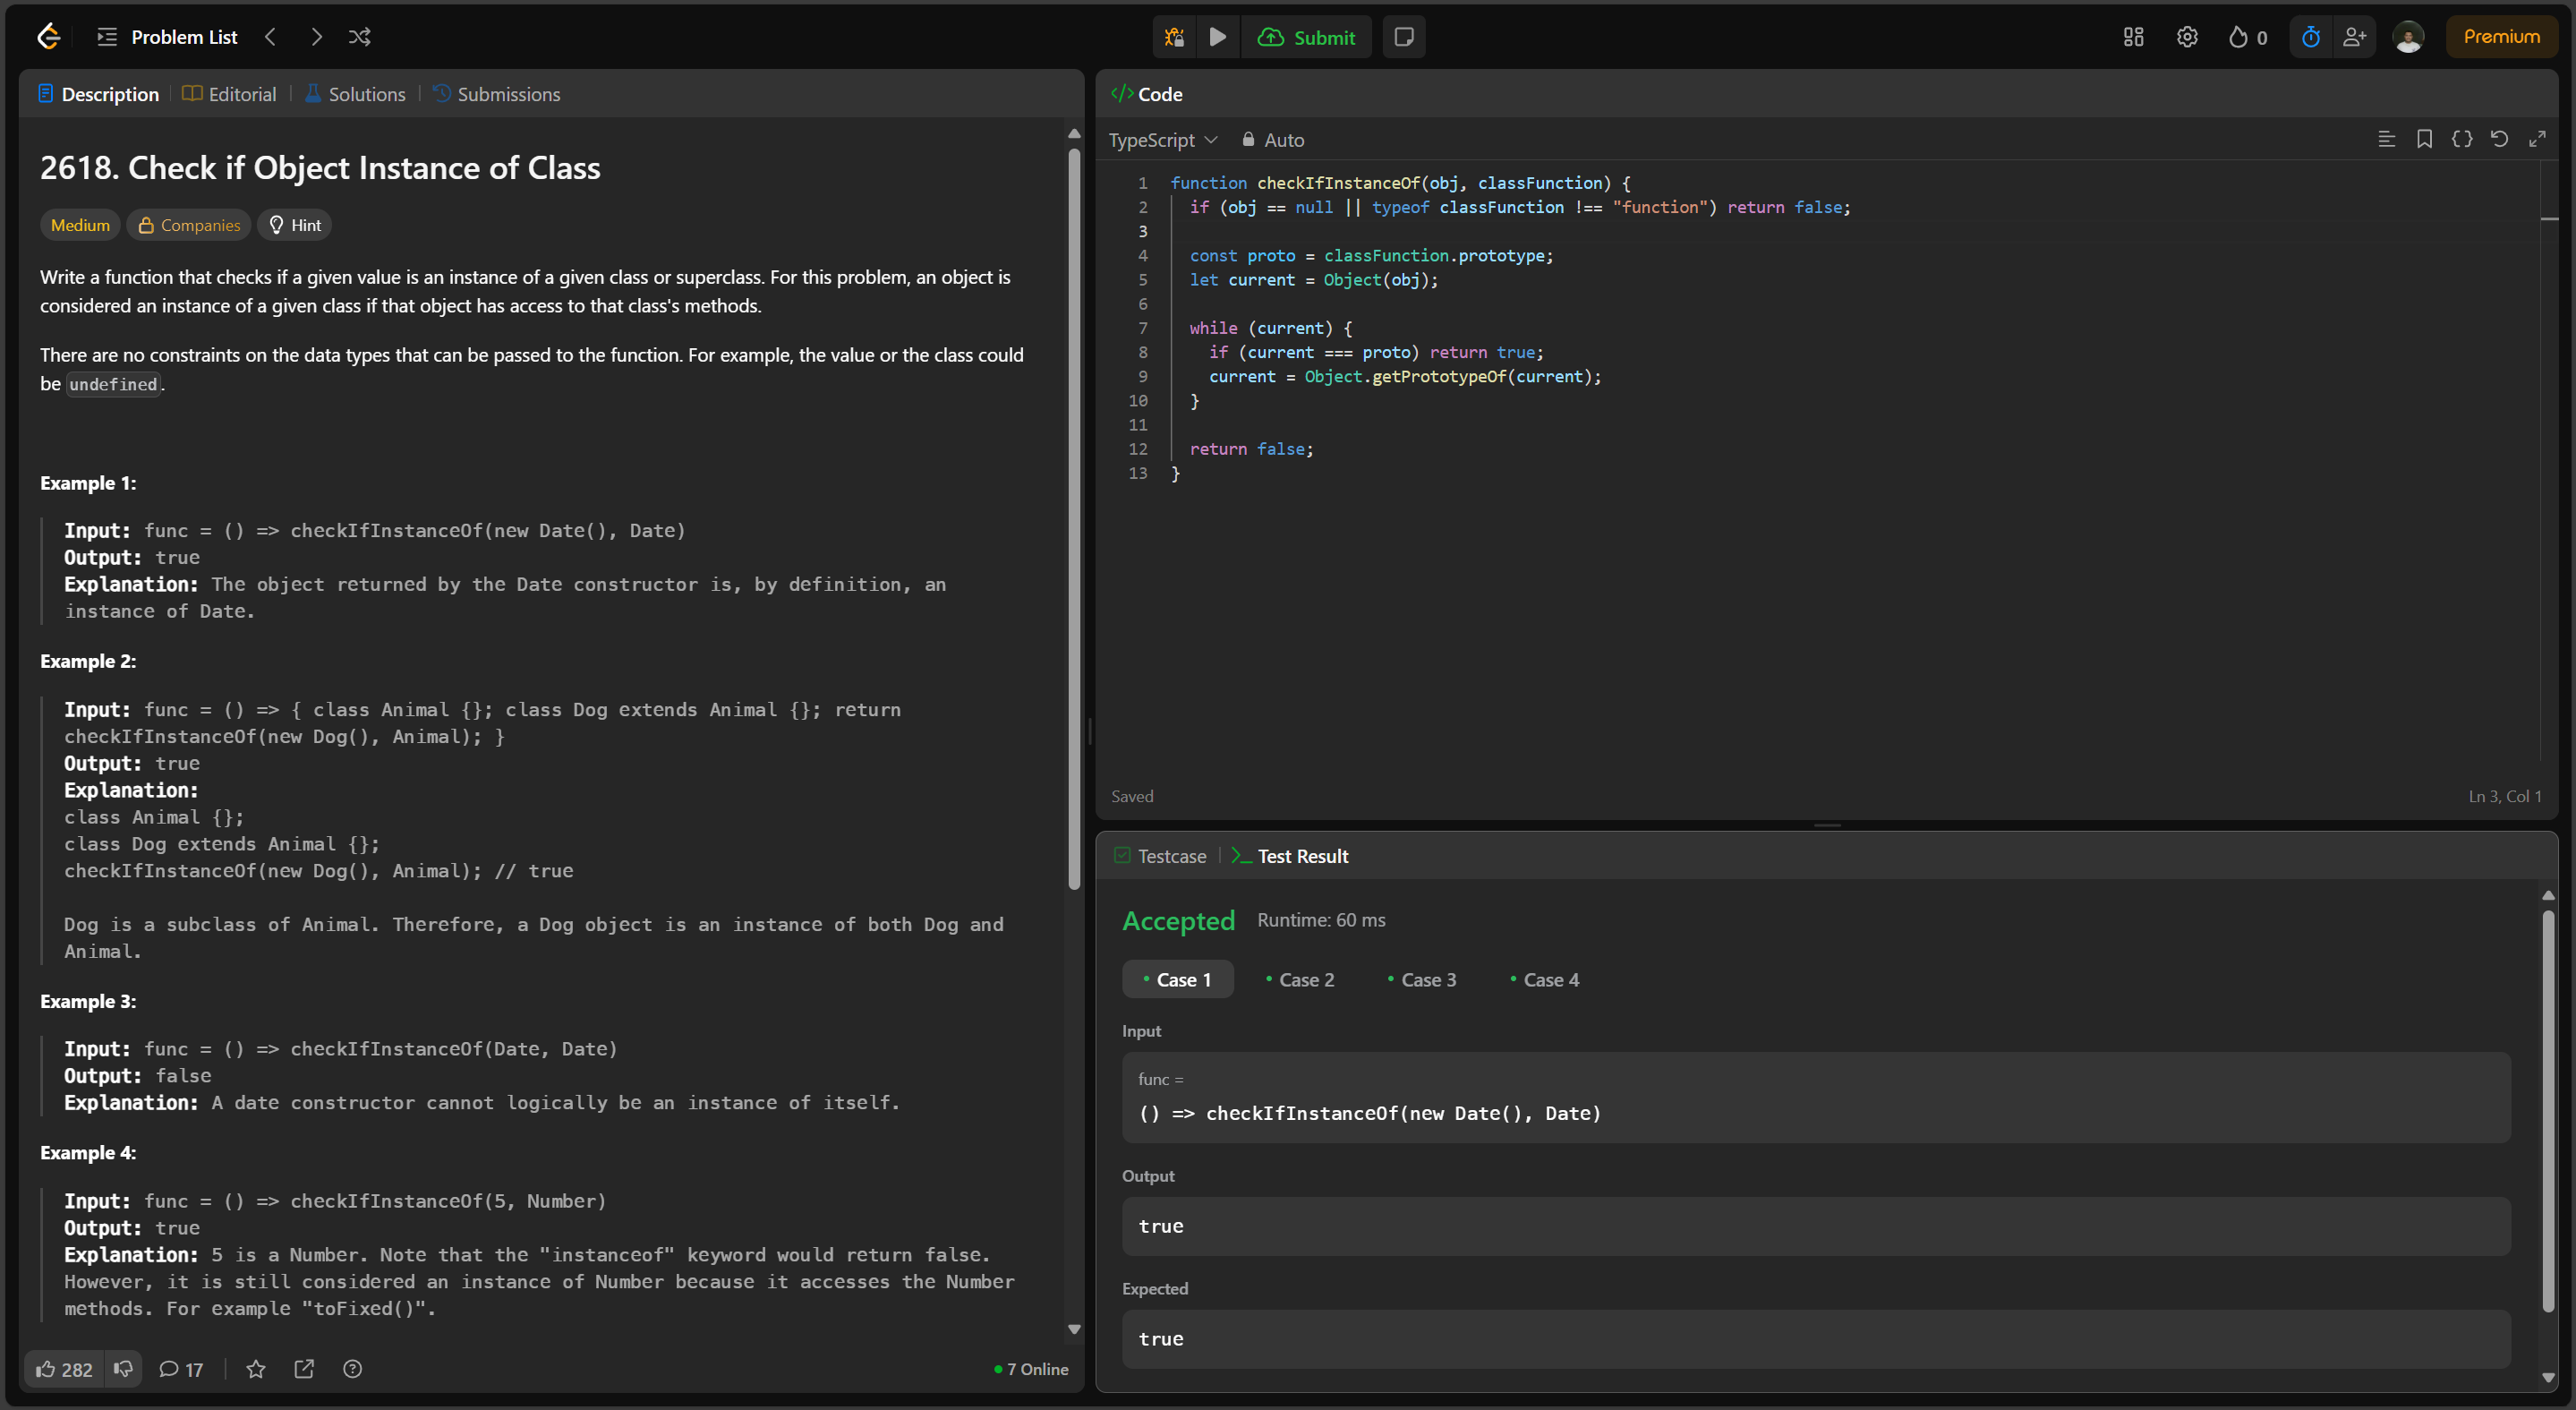 Problem List
Submit
0
Premium
Description
Editorial
Solutions
Submissions
2618. Check if Object Instance of Class
Medium
Companies
Hint
Write a function that checks if a given value is an instance of a given class or superclass. For this problem, an object is
considered an instance of a given class if that object has access to that class's methods.
There are no constraints on the data types that can be passed to the function. For example, the value or the class could
be undefined.
Example 1:
Input: func = () => checkIfInstanceOf(new Date(), Date)
Output: true
Explanation: The object returned by the Date constructor is, by definition, an
instance of Date.
Example 2:
Input: func = () => { class Animal {}; class Dog extends Animal {}; return
checkIfInstanceOf(new Dog(), Animal); }
Output: true
Explanation:
class Animal {};
class Dog extends Animal {};
checkIfInstanceOf(new Dog(), Animal); // true
Dog is a subclass of Animal. Therefore, a Dog object is an instance of both Dog and
Animal.
Example 3:
Input: func = () => checkIfInstanceOf(Date, Date)
Output: false
Explanation: A date constructor cannot logically be an instance of itself.
Example 4:
Input: func = () => checkIfInstanceOf(5, Number)
Output: true
Explanation: 5 is a Number. Note that the "instanceof" keyword would return false.
However, it is still considered an instance of Number because it accesses the Number
methods. For example "toFixed()".
282
17
7 Online
</> Code
TypeScript
Auto
1 function checkIfInstanceOf(obj, classFunction) {
2 if (obj == null || typeof classFunction !== "function") return false;
3
4 const proto = classFunction.prototype;
5 let current = Object(obj);
6
7 while (current) {
8 if (current === proto) return true;
9 current = Object.getPrototypeOf(current);
10 }
11
12 return false;
13 }
Saved
Ln 3, Col 1
Testcase
Test Result
Accepted
Runtime: 60 ms
Case 1
Case 2
Case 3
Case 4
Input
func =
() => checkIfInstanceOf(new Date(), Date)
Output
true
Expected
true